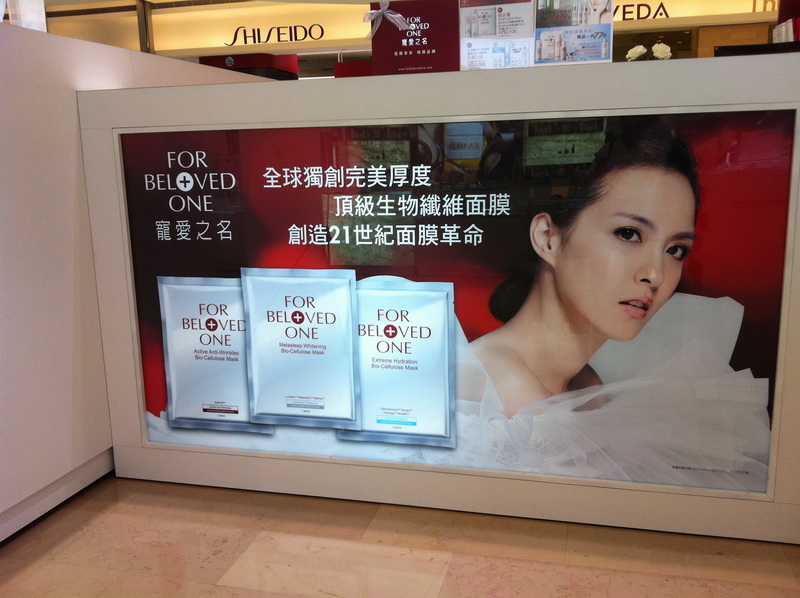 SHISEIDO
FOR
BELOVED
ONE
寵愛之名
VEDA
FOR
BELOVED
ONE
寵愛之名
全球獨創完美厚度
頂級生物纖維面膜
創造21世紀面膜革命
FOR
BELOVED
ONE
Active Anti-Wrinkles
Bio-Cellulose Mask
FOR
BELOVED
ONE
Melasleep Whitening
Bio-Cellulose Mask
FOR
BELOVED
ONE
Extreme Hydration
Bio-Cellulose Mask